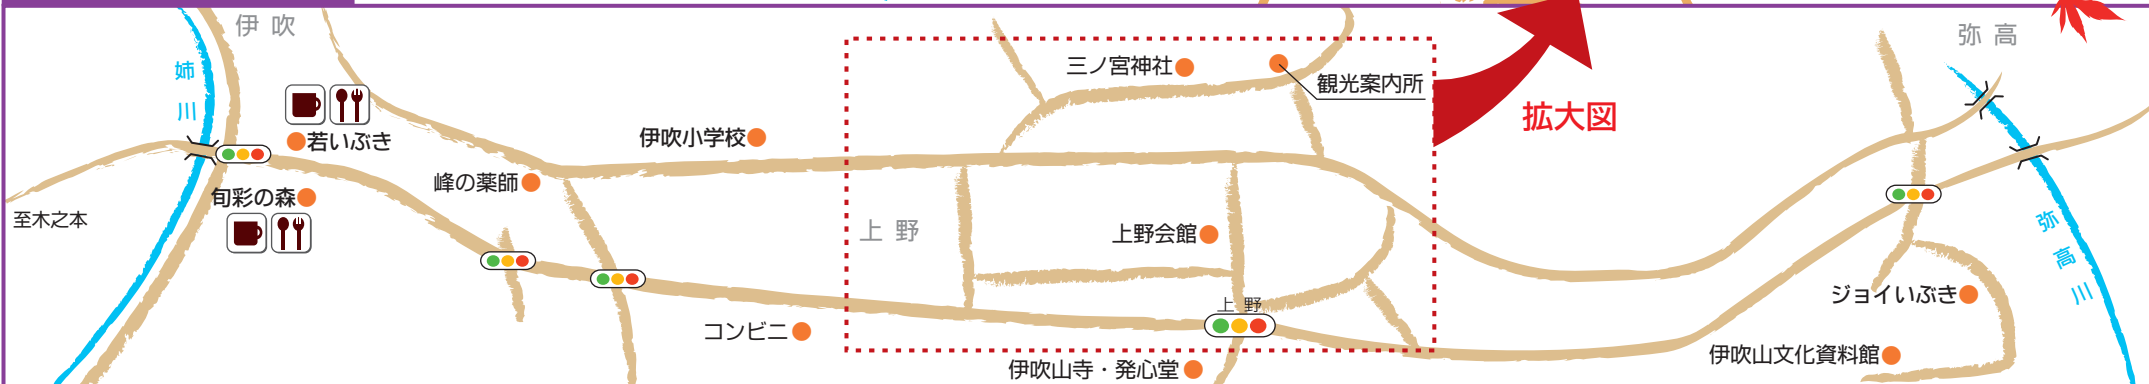 伊吹
弥高
姉川
三ノ宮神社
観光案内所
拡大図
若いぶき
伊吹小学校
峰の薬師
旬彩の森
至木之本
上野
上野会館
弥高川
上野
ジョイいぶき
コンビニ
伊吹山文化資料館
伊吹山寺・発心堂